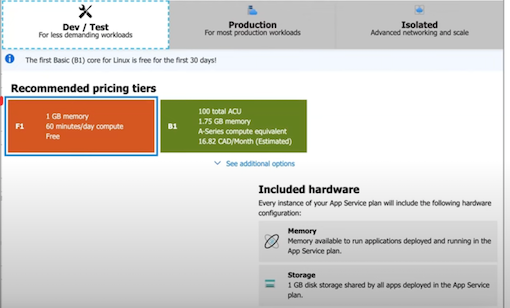 Dev / Test
For less demanding workloads
Production
For most production workloads
Isolated
Advanced networking and scale
The first Basic (B1) core for Linux is free for the first 30 days!
Recommended pricing tiers
F1
1 GB memory
60 minutes/day compute
Free
B1
100 total ACU
1.75 GB memory
A-Series compute equivalent
16.82 CAD/Month (Estimated)
See additional options
Included hardware
Every instance of your App Service plan will include the following hardware
configuration:
Memory
Memory available to run applications deployed and running in the
App Service plan.
Storage
1 GB disk storage shared by all apps deployed in the App Service
plan.